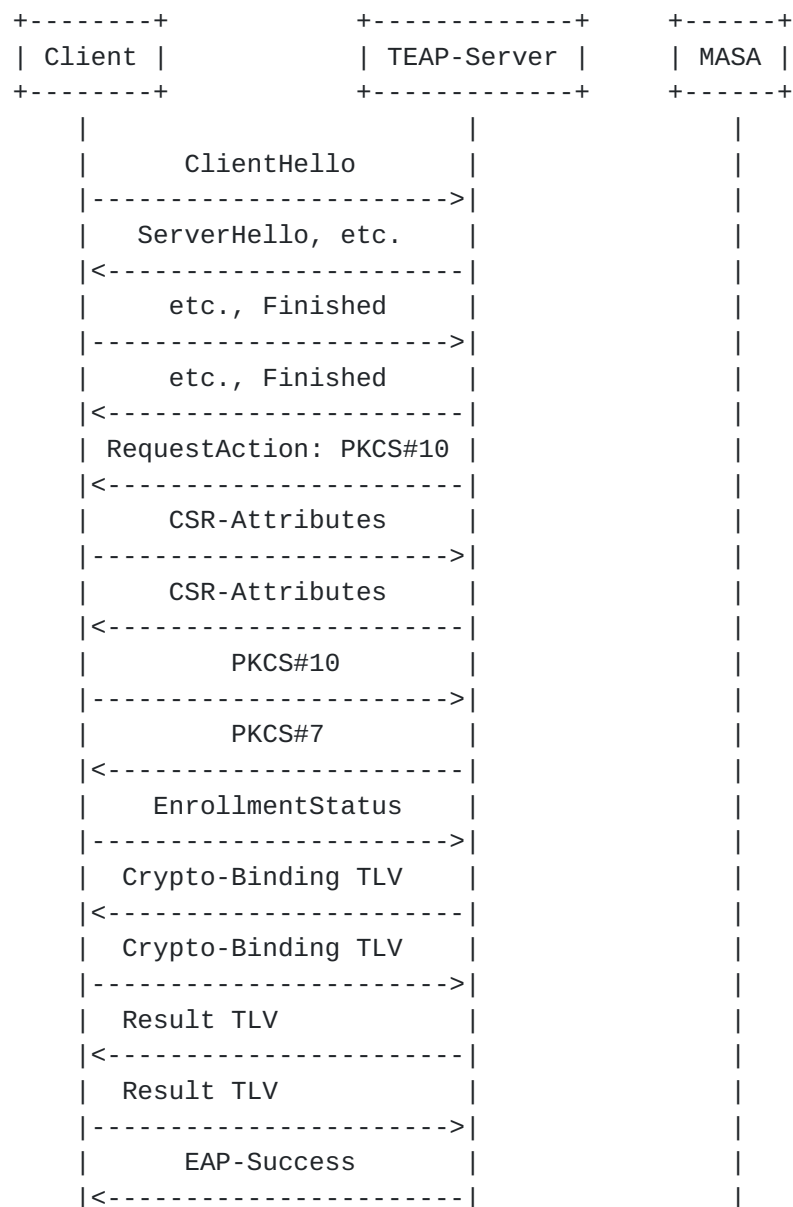 +--------+            +-------------+     +------+
| Client |            | TEAP-Server |     | MASA |
+--------+            +-------------+     +------+
    |                        |                |
    |      ClientHello       |                |
    |----------------------->|                |
    |   ServerHello, etc.    |                |
    |<-----------------------|                |
    |     etc., Finished     |                |
    |----------------------->|                |
    |     etc., Finished     |                |
    |<-----------------------|                |
    | RequestAction: PKCS#10 |                |
    |<-----------------------|                |
    |     CSR-Attributes     |                |
    |----------------------->|                |
    |     CSR-Attributes     |                |
    |<-----------------------|                |
    |         PKCS#10        |                |
    |----------------------->|                |
    |         PKCS#7         |                |
    |<-----------------------|                |
    |    EnrollmentStatus    |                |
    |----------------------->|                |
    |  Crypto-Binding TLV    |                |
    |<-----------------------|                |
    |  Crypto-Binding TLV    |                |
    |----------------------->|                |
    |  Result TLV            |                |
    |<-----------------------|                |
    |  Result TLV            |                |
    |----------------------->|                |
    |      EAP-Success       |                |
    |<-----------------------|                |